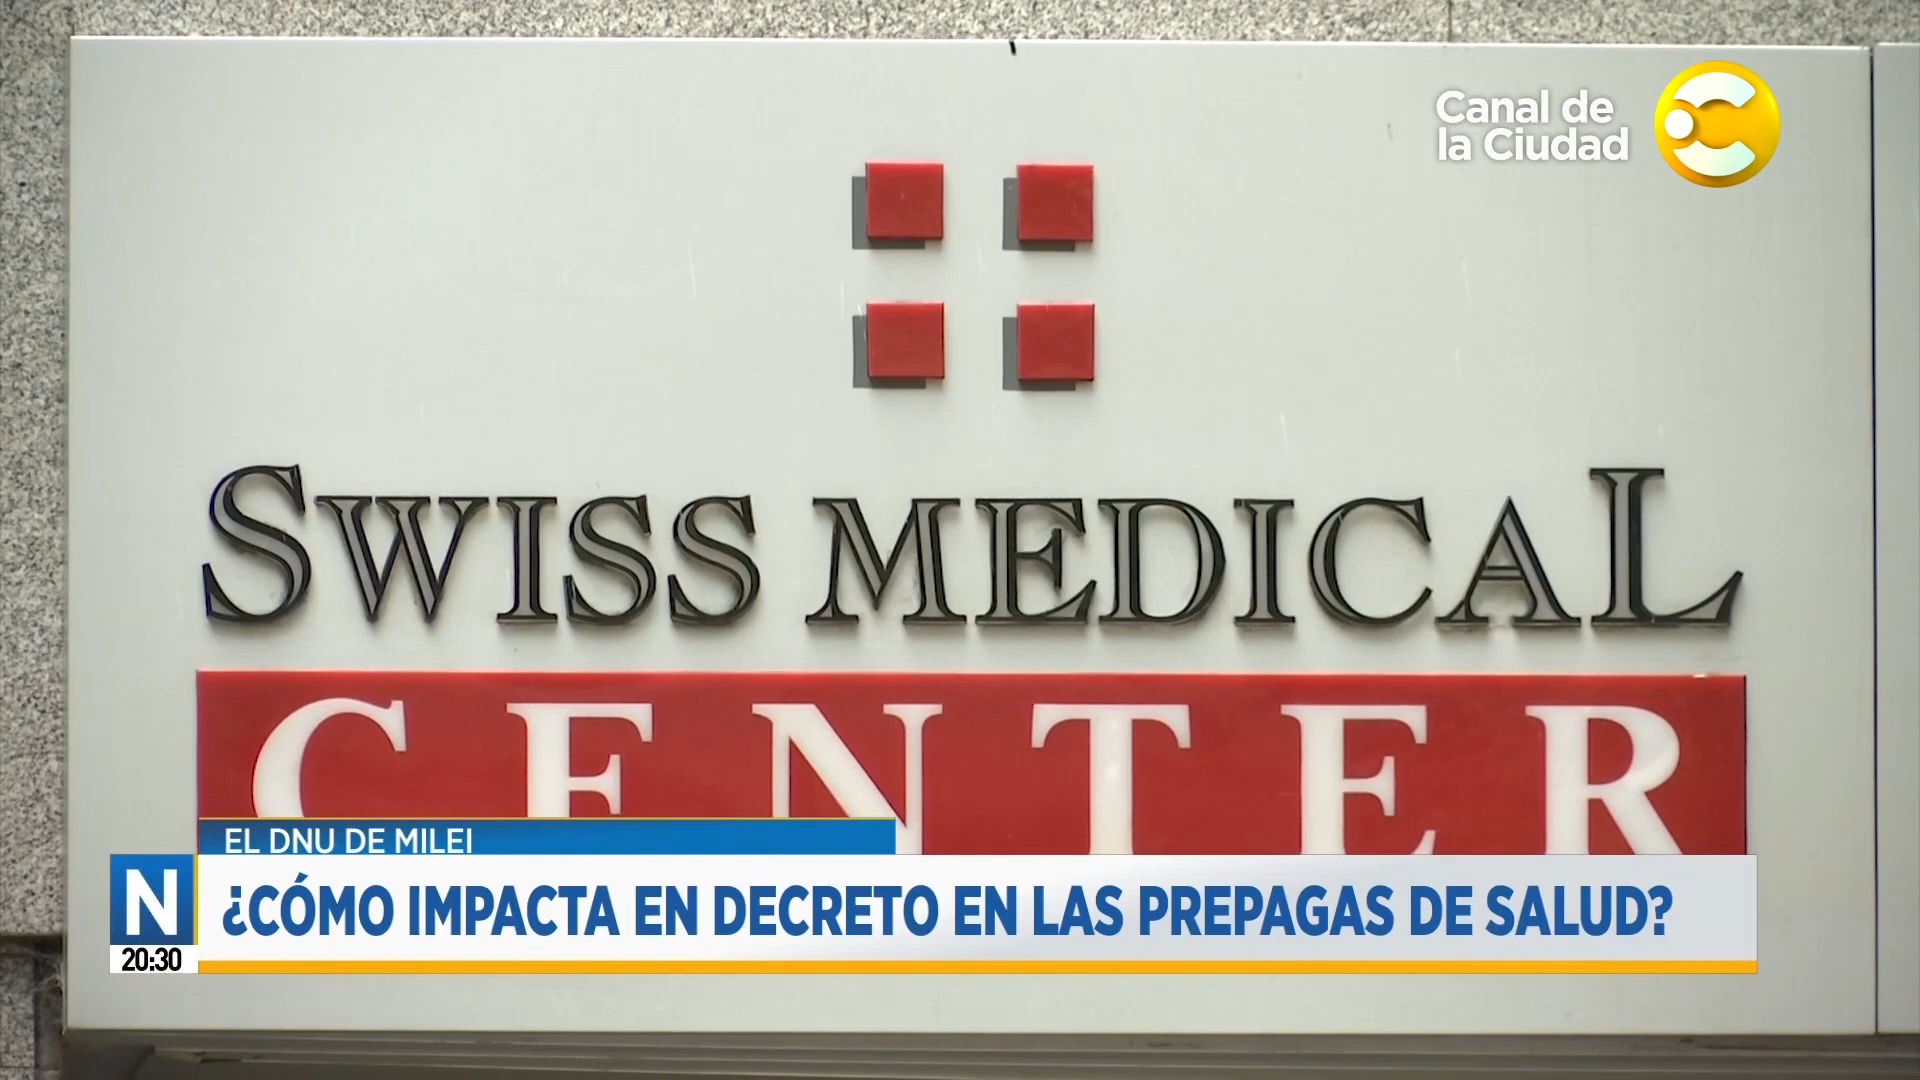 Canal de
la Ciudad
SWISS MEDICAL
CENTER
EL DNU DE MILEI
N
¿CÓMO IMPACTA EN DECRETO EN LAS PREPAGAS DE SALUD?
20:30